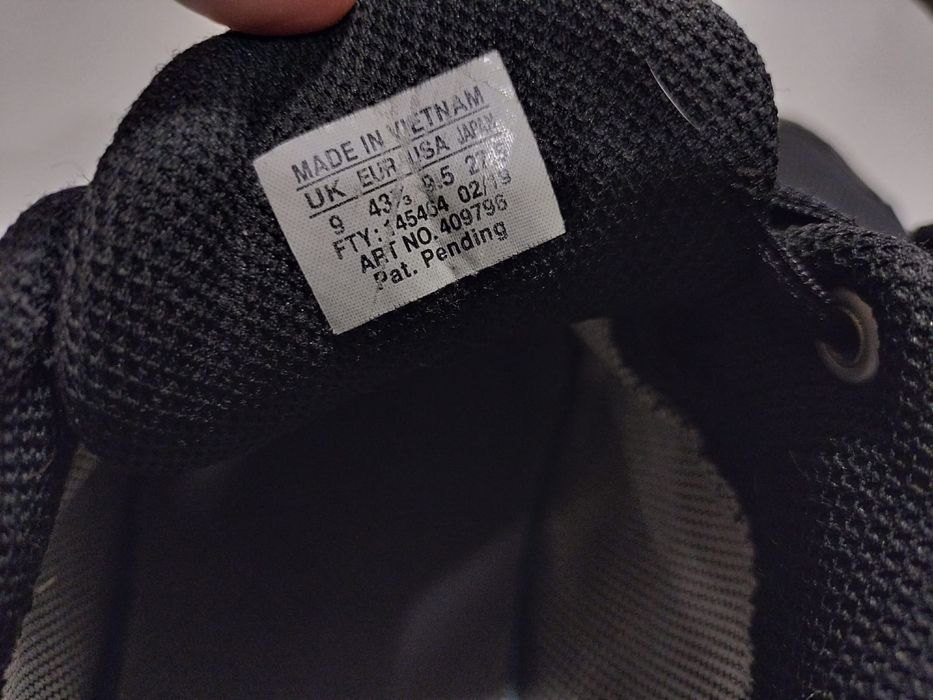 MADE IN VIETNAM
UK EUR USA JAPAN
9 43⅓ 9.5 27.5
FTY: 145464 02/19
ART NO. 409796
Pat. Pending